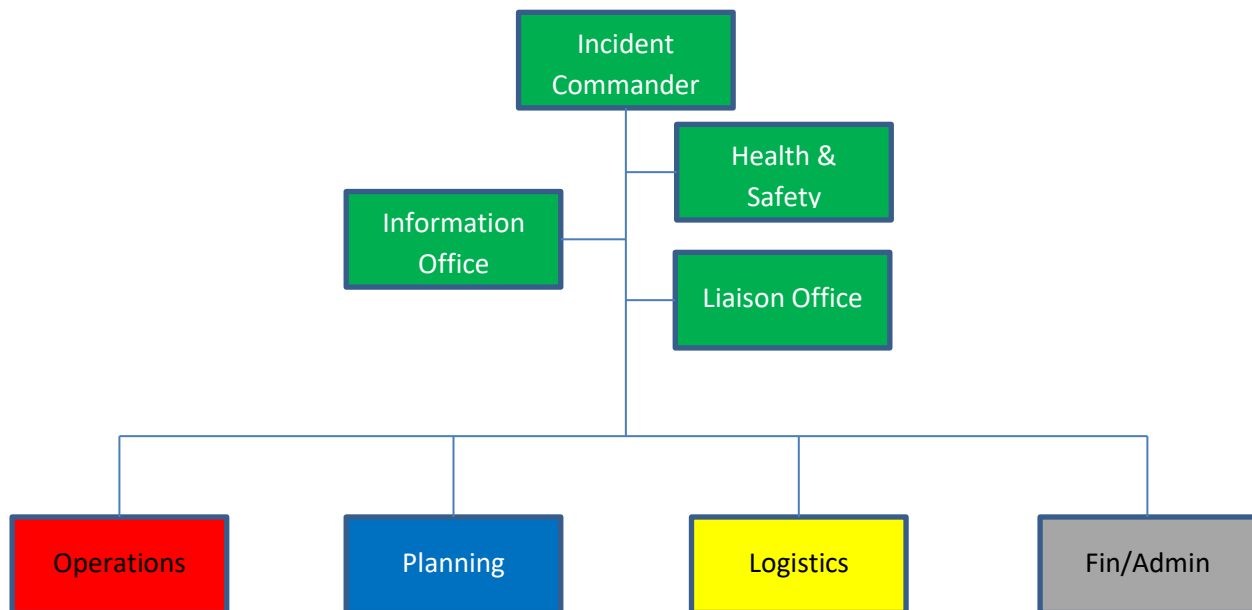 Incident
Commander
Health &
Safety
Information
Office
Liaison Office
Operations
Planning
Logistics
Fin/Admin